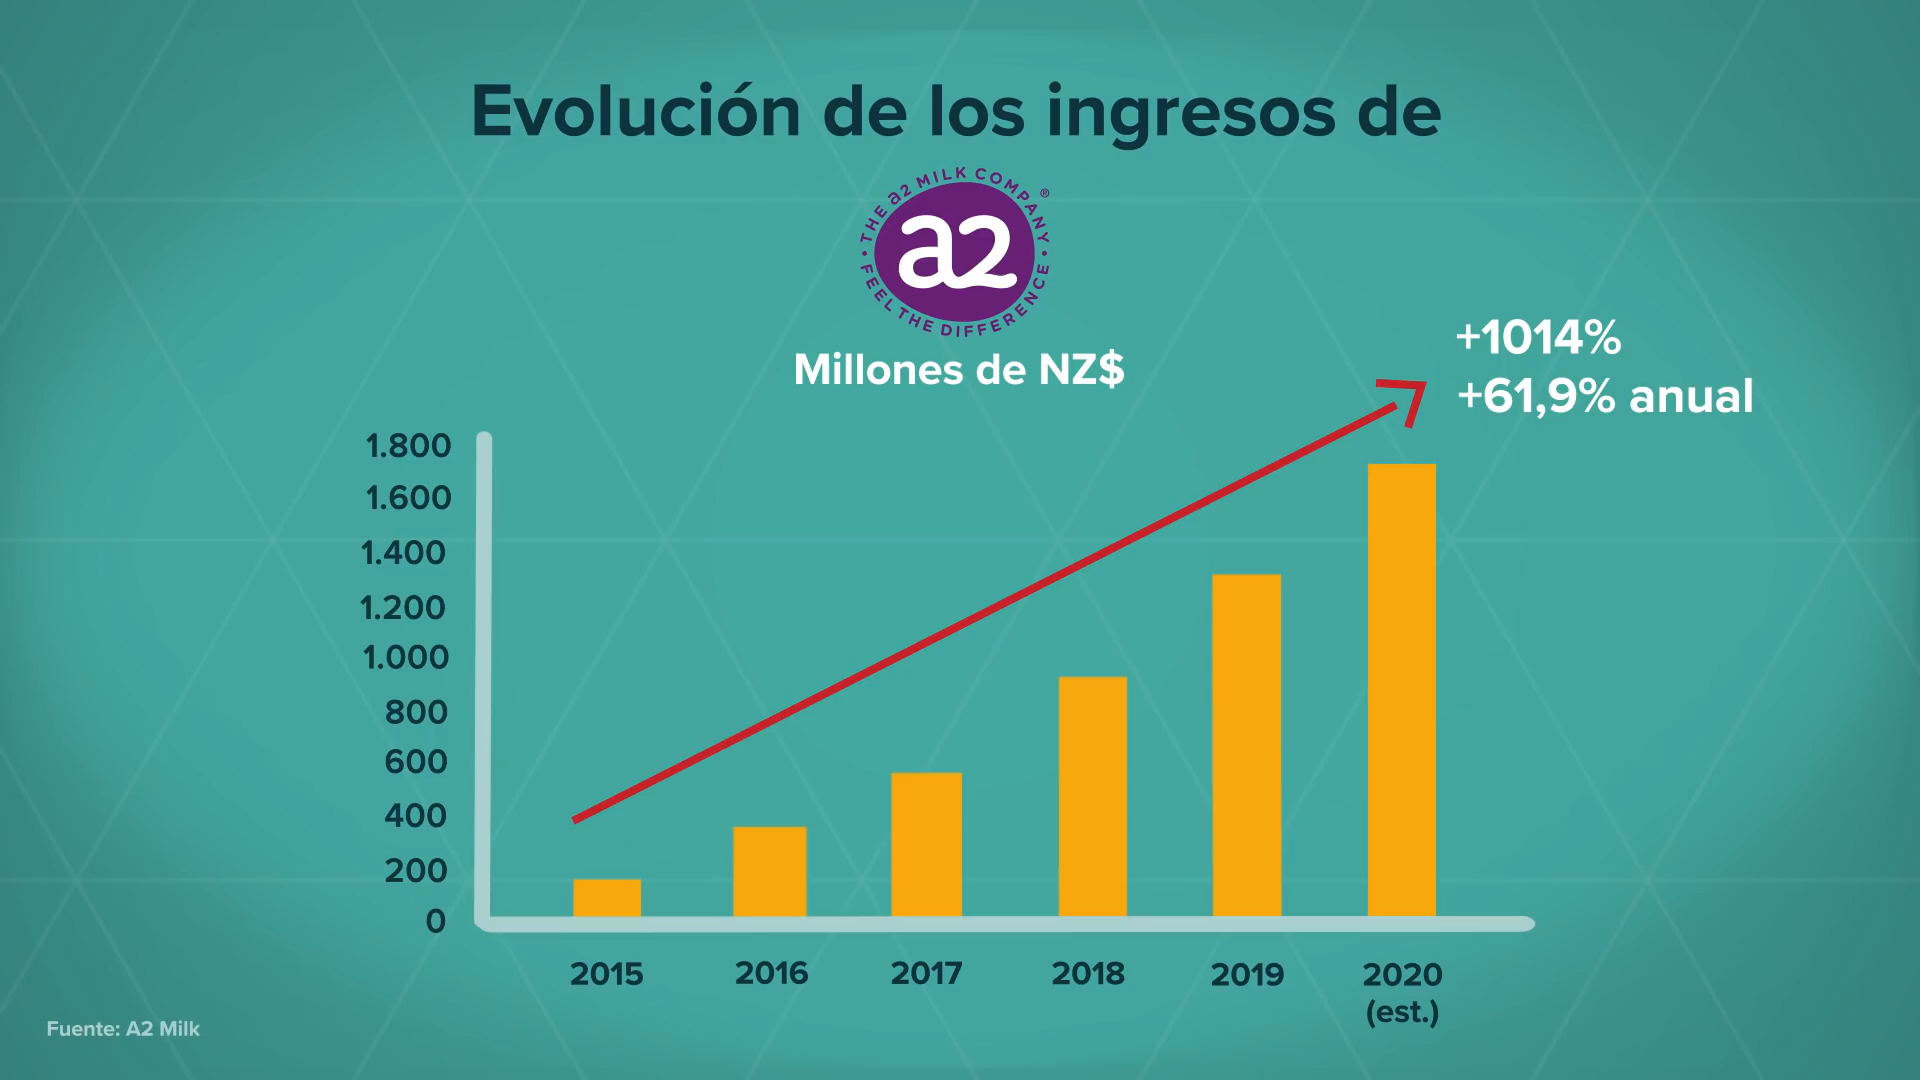 Evolución de los ingresos de
• THE a2 MILK COMPANY • ®
a2
FEEL THE DIFFERENCE
Millones de NZ$
+1014%
+61,9% anual
1.800
1.600
1.400
1.200
1.000
800
600
400
200
0
2015 2016 2017 2018 2019 2020
(est.)
Fuente: A2 Milk